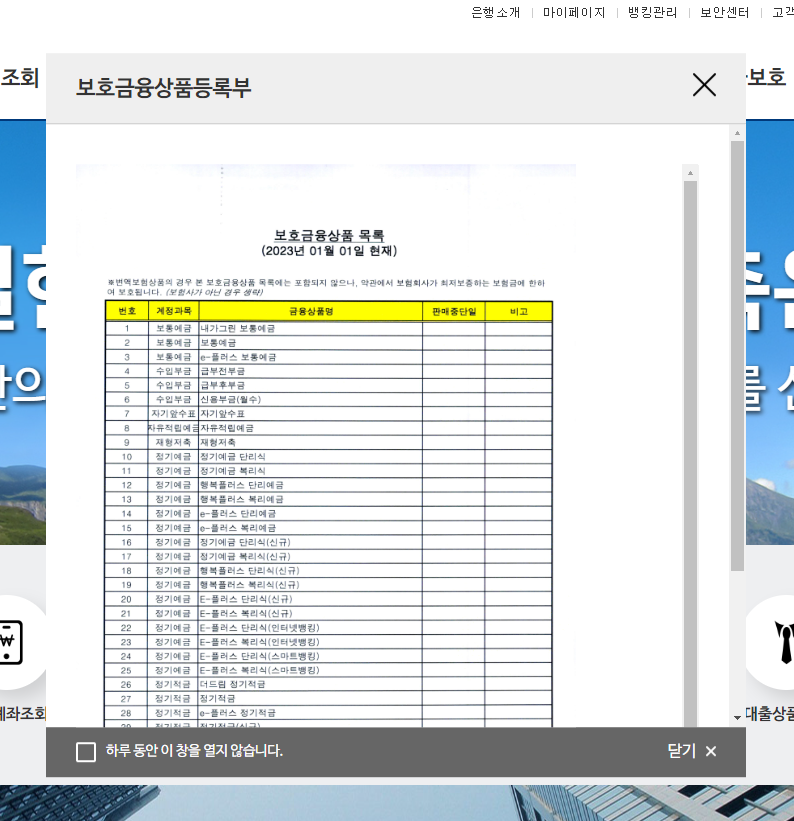 은행소개 | 마이페이지 | 뱅킹관리 | 보안센터 | 고객
조회
보호
보호금융상품등록부
보호금융상품 목록
(2023년 01월 01일 현재)
※변액보험상품의 경우 본 보호금융상품 목록에는 포함되지 않으나, 약관에서 보험회사가 최저보증하는 보험금에 한하
여 보호됩니다. (보험사가 아닌 경우 생략)
번호 계정과목 금융상품명 판매중단일 비고
1 보통예금 내가그린 보통예금
2 보통예금 보통예금
3 보통예금 e-플러스 보통예금
4 수입부금 급부전부금
5 수입부금 급부후부금
6 수입부금 신용부금(월수)
7 자기앞수표 자기앞수표
8 자유적립예금 자유적립예금
9 재형저축 재형저축
10 정기예금 정기예금 단리식
11 정기예금 정기예금 복리식
12 정기예금 행복플러스 단리예금
13 정기예금 행복플러스 복리예금
14 정기예금 e-플러스 단리예금
15 정기예금 e-플러스 복리예금
16 정기예금 정기예금 단리식(신규)
17 정기예금 정기예금 복리식(신규)
18 정기예금 행복플러스 단리식(신규)
19 정기예금 행복플러스 복리식(신규)
20 정기예금 E-플러스 단리식(신규)
21 정기예금 E-플러스 복리식(신규)
22 정기예금 E-플러스 단리식(인터넷뱅킹)
23 정기예금 E-플러스 복리식(인터넷뱅킹)
24 정기예금 E-플러스 단리식(스마트뱅킹)
25 정기예금 E-플러스 복리식(스마트뱅킹)
26 정기적금 더드림 정기적금
27 정기적금 정기적금
28 정기적금 e-플러스 정기적금
29 정기적금 정기적금(신규)
를
계좌조회
대출상품
하루 동안 이 창을 열지 않습니다.
닫기 ×